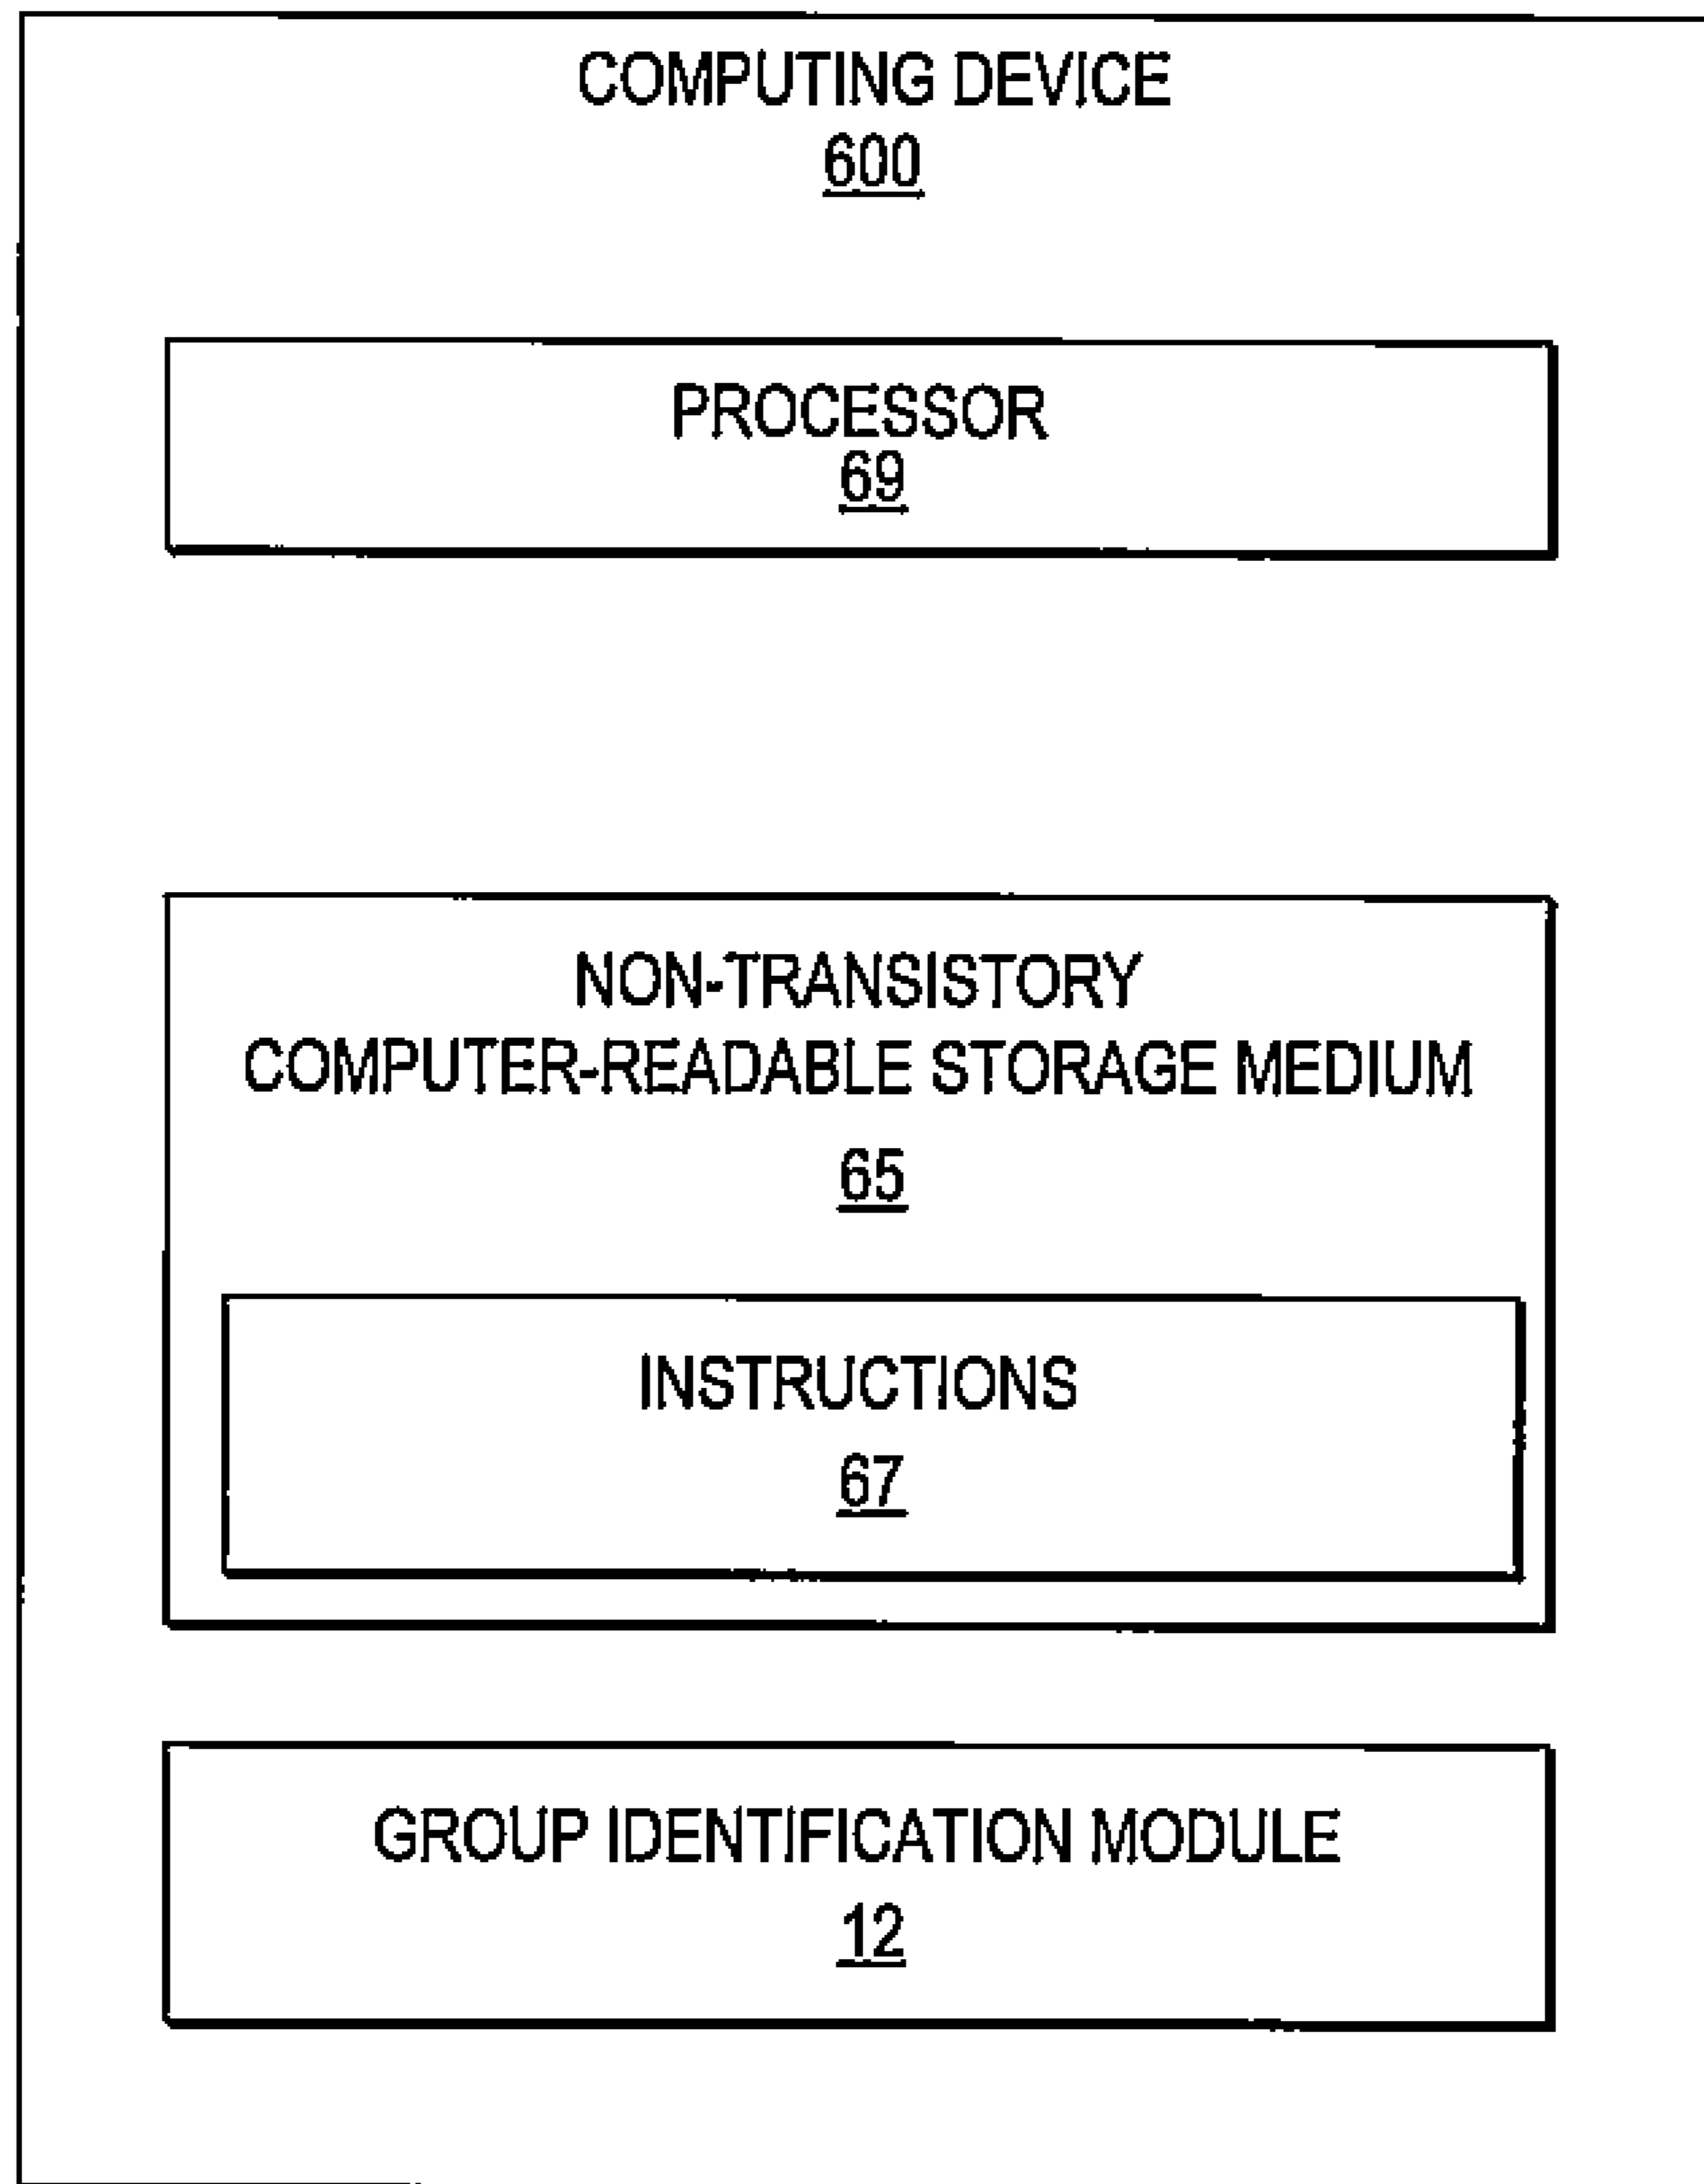 COMPUTING DEVICE
600
PROCESSOR
69
NON-TRANSISTORY
COMPUTER-READABLE STORAGE MEDIUM
65
INSTRUCTIONS
67
GROUP IDENTIFICATION MODULE
12